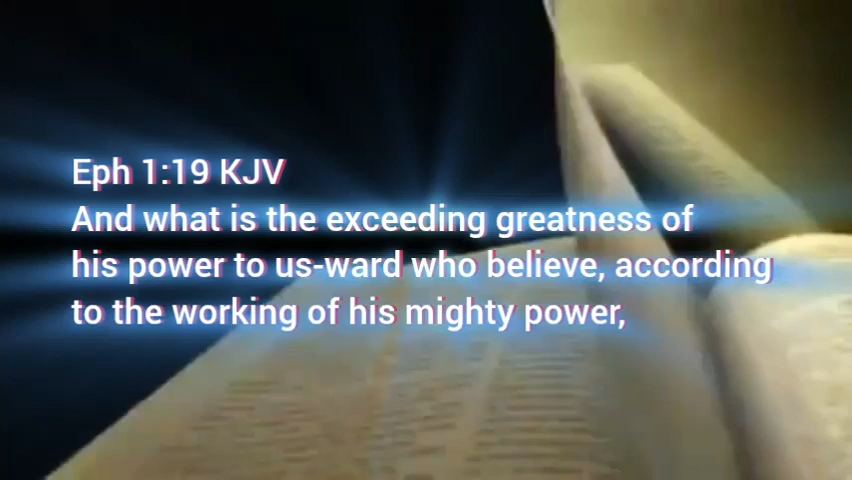 Eph 1:19 KJV
And what is the exceeding greatness of
his power to us-ward who believe, according
to the working of his mighty power,